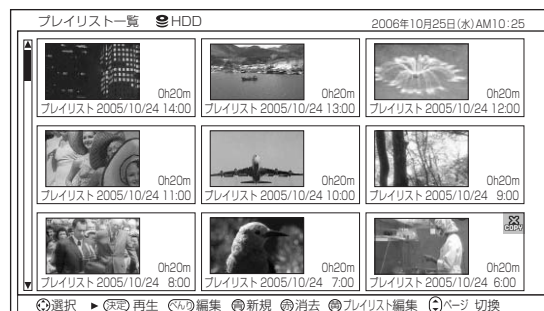 プレイリスト一覧 HDD 2006年10月25日(水)AM10:25
0h20m 0h20m 0h20m
プレイリスト 2005/10/24 14:00 プレイリスト 2005/10/24 13:00 プレイリスト 2005/10/24 12:00
0h20m 0h20m 0h20m
プレイリスト 2005/10/24 11:00 プレイリスト 2005/10/24 10:00 プレイリスト 2005/10/24 9:00
COPY
0h20m 0h20m 0h20m
プレイリスト 2005/10/24 8:00 プレイリスト 2005/10/24 7:00 プレイリスト 2005/10/24 6:00
選択 ► 決定 再生 べんり 編集 新規 赤 消去 プレイリスト編集 ページ 切換